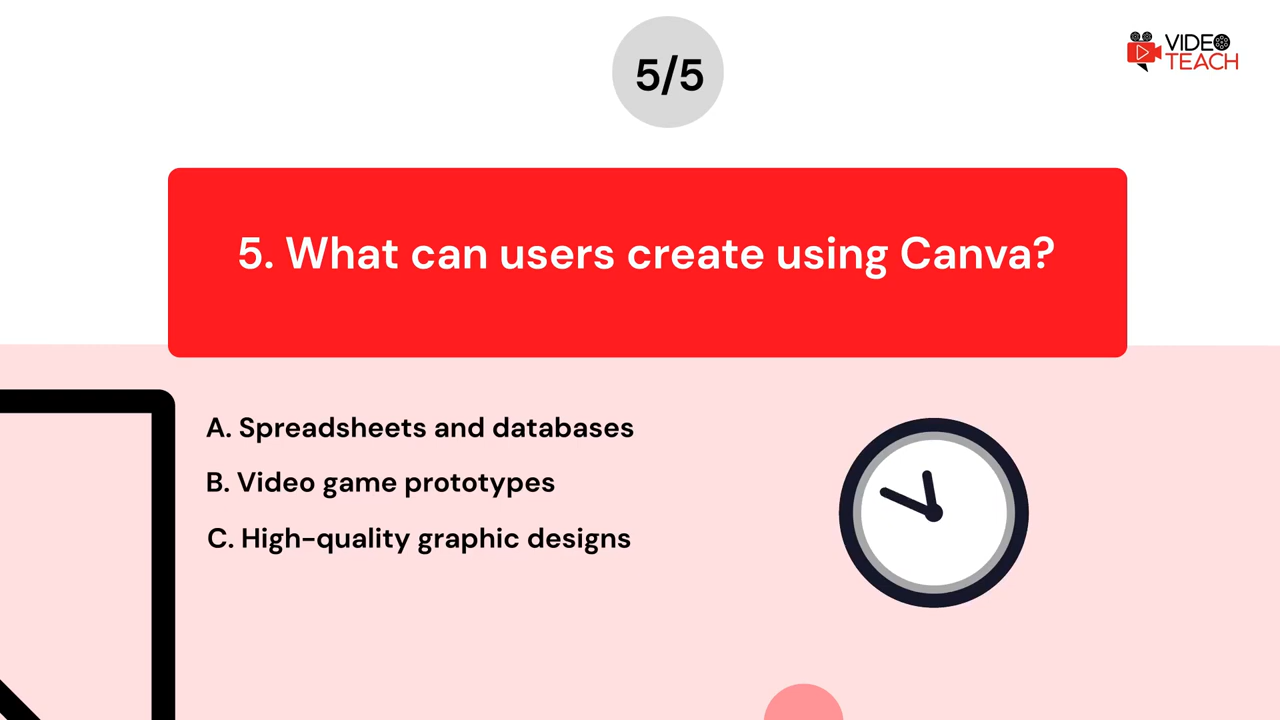 5/5
VIDEO
TEACH
5. What can users create using Canva?
A. Spreadsheets and databases
B. Video game prototypes
C. High-quality graphic designs